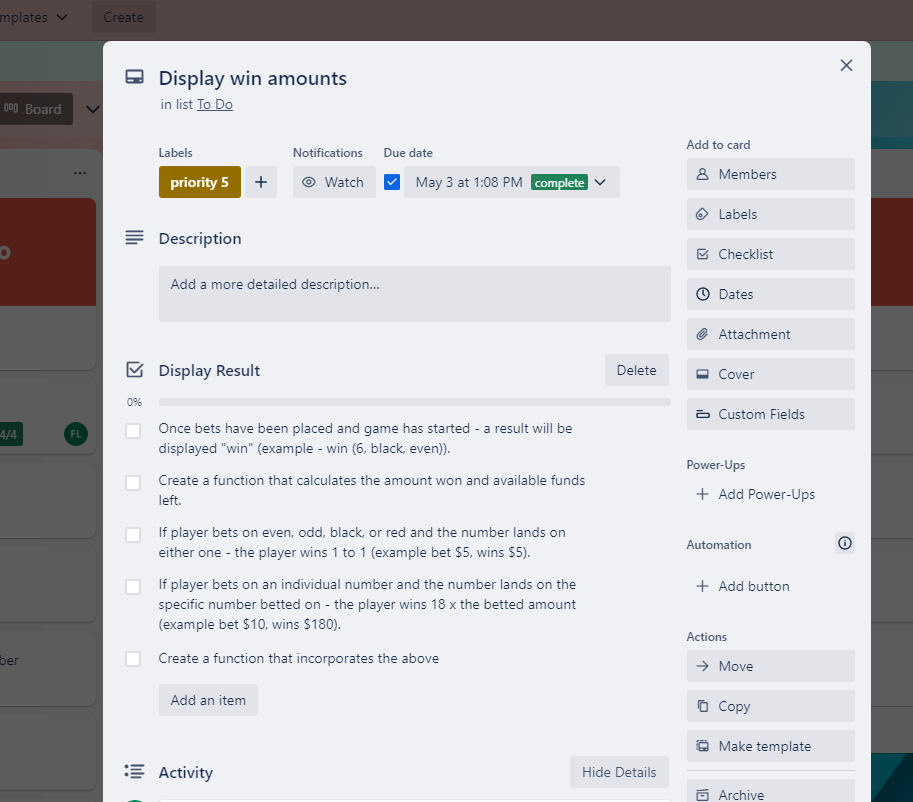 Create
Board
Display win amounts
in list To Do
Labels
Notifications
Due date
priority 5
Watch
May 3 at 1:08 PM complete
Description
Add a more detailed description...
Display Result
Delete
0%
Once bets have been placed and game has started - a result will be
displayed "win" (example - win (6, black, even)).
Create a function that calculates the amount won and available funds
left.
If player bets on even, odd, black, or red and the number lands on
either one - the player wins 1 to 1 (example bet $5, wins $5).
If player bets on an individual number and the number lands on the
specific number betted on - the player wins 18 x the betted amount
(example bet $10, wins $180).
Create a function that incorporates the above
Add an item
Activity
Hide Details
Add to card
Members
Labels
Checklist
Dates
Attachment
Cover
Custom Fields
Power-Ups
Add Power-Ups
Automation
Add button
Actions
Move
Copy
Make template
Archive
4/4
FL